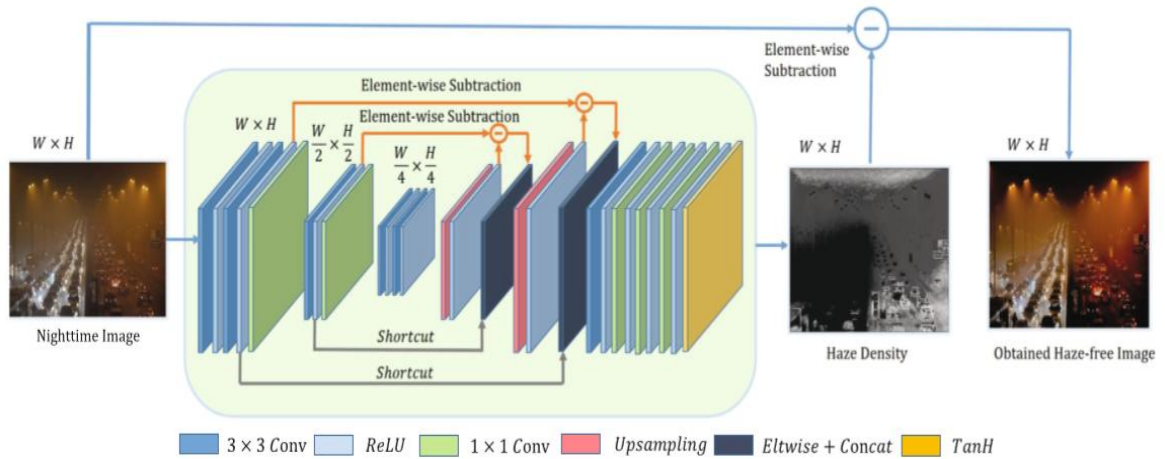 Element-wise
Subtraction
Element-wise Subtraction
Element-wise Subtraction
W × H
W × H
W/2 × H/2
W/4 × H/4
W × H
W × H
Shortcut
Shortcut
Nighttime Image
Haze Density
Obtained Haze-free Image
3 × 3 Conv
ReLU
1 × 1 Conv
Upsampling
Eltwise + Concat
TanH